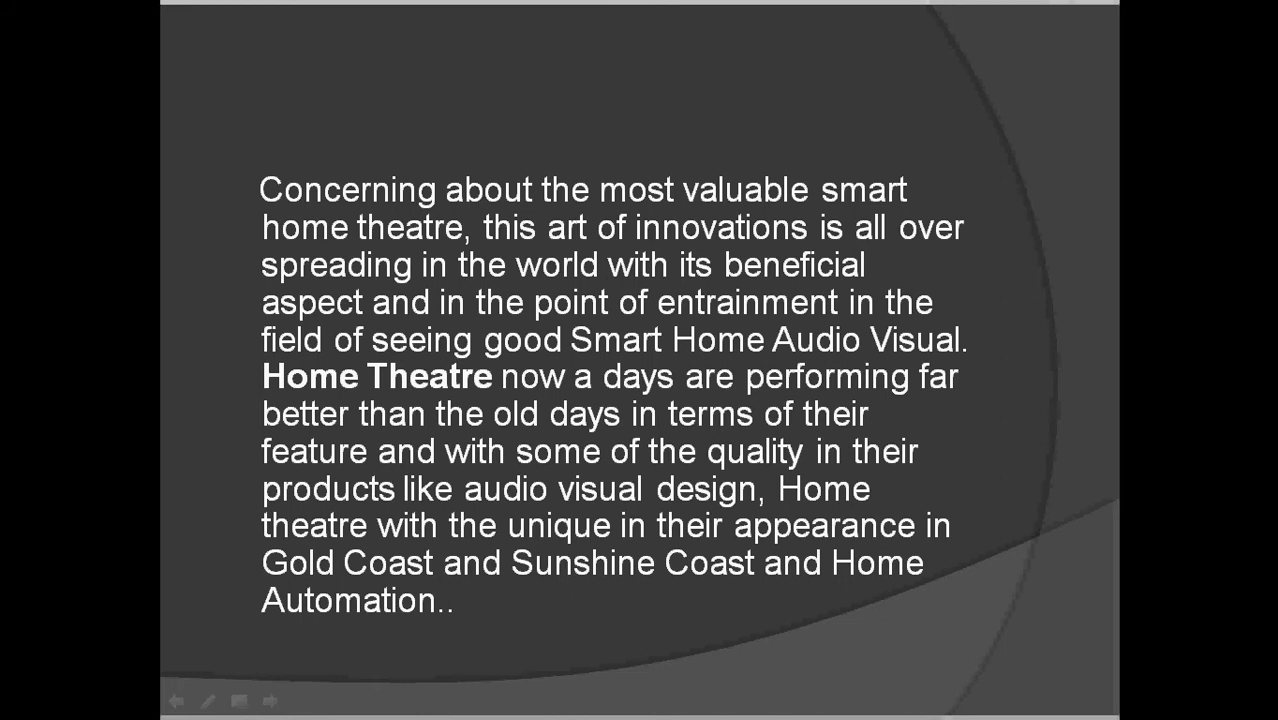 Concerning about the most valuable smart
home theatre, this art of innovations is all over
spreading in the world with its beneficial
aspect and in the point of entrainment in the
field of seeing good Smart Home Audio Visual.
Home Theatre now a days are performing far
better than the old days in terms of their
feature and with some of the quality in their
products like audio visual design, Home
theatre with the unique in their appearance in
Gold Coast and Sunshine Coast and Home
Automation..